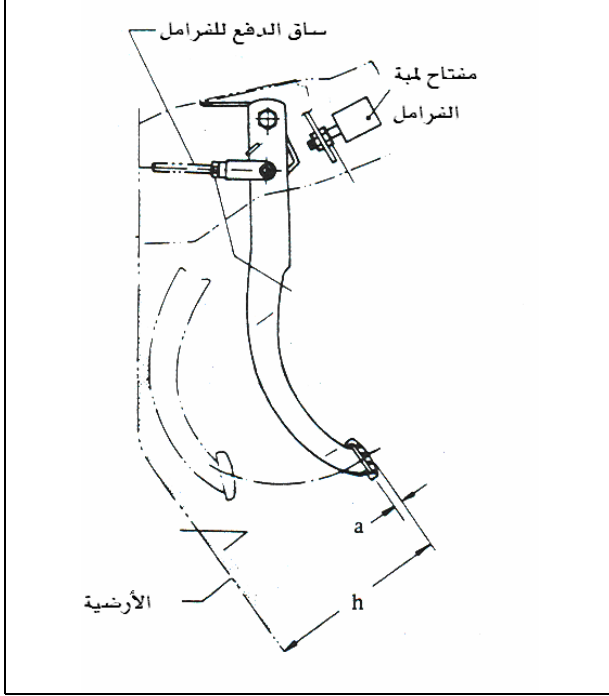 ساق الدفع للفرامل
مفتاح لمبة
الفرامل
a
h
الأرضية